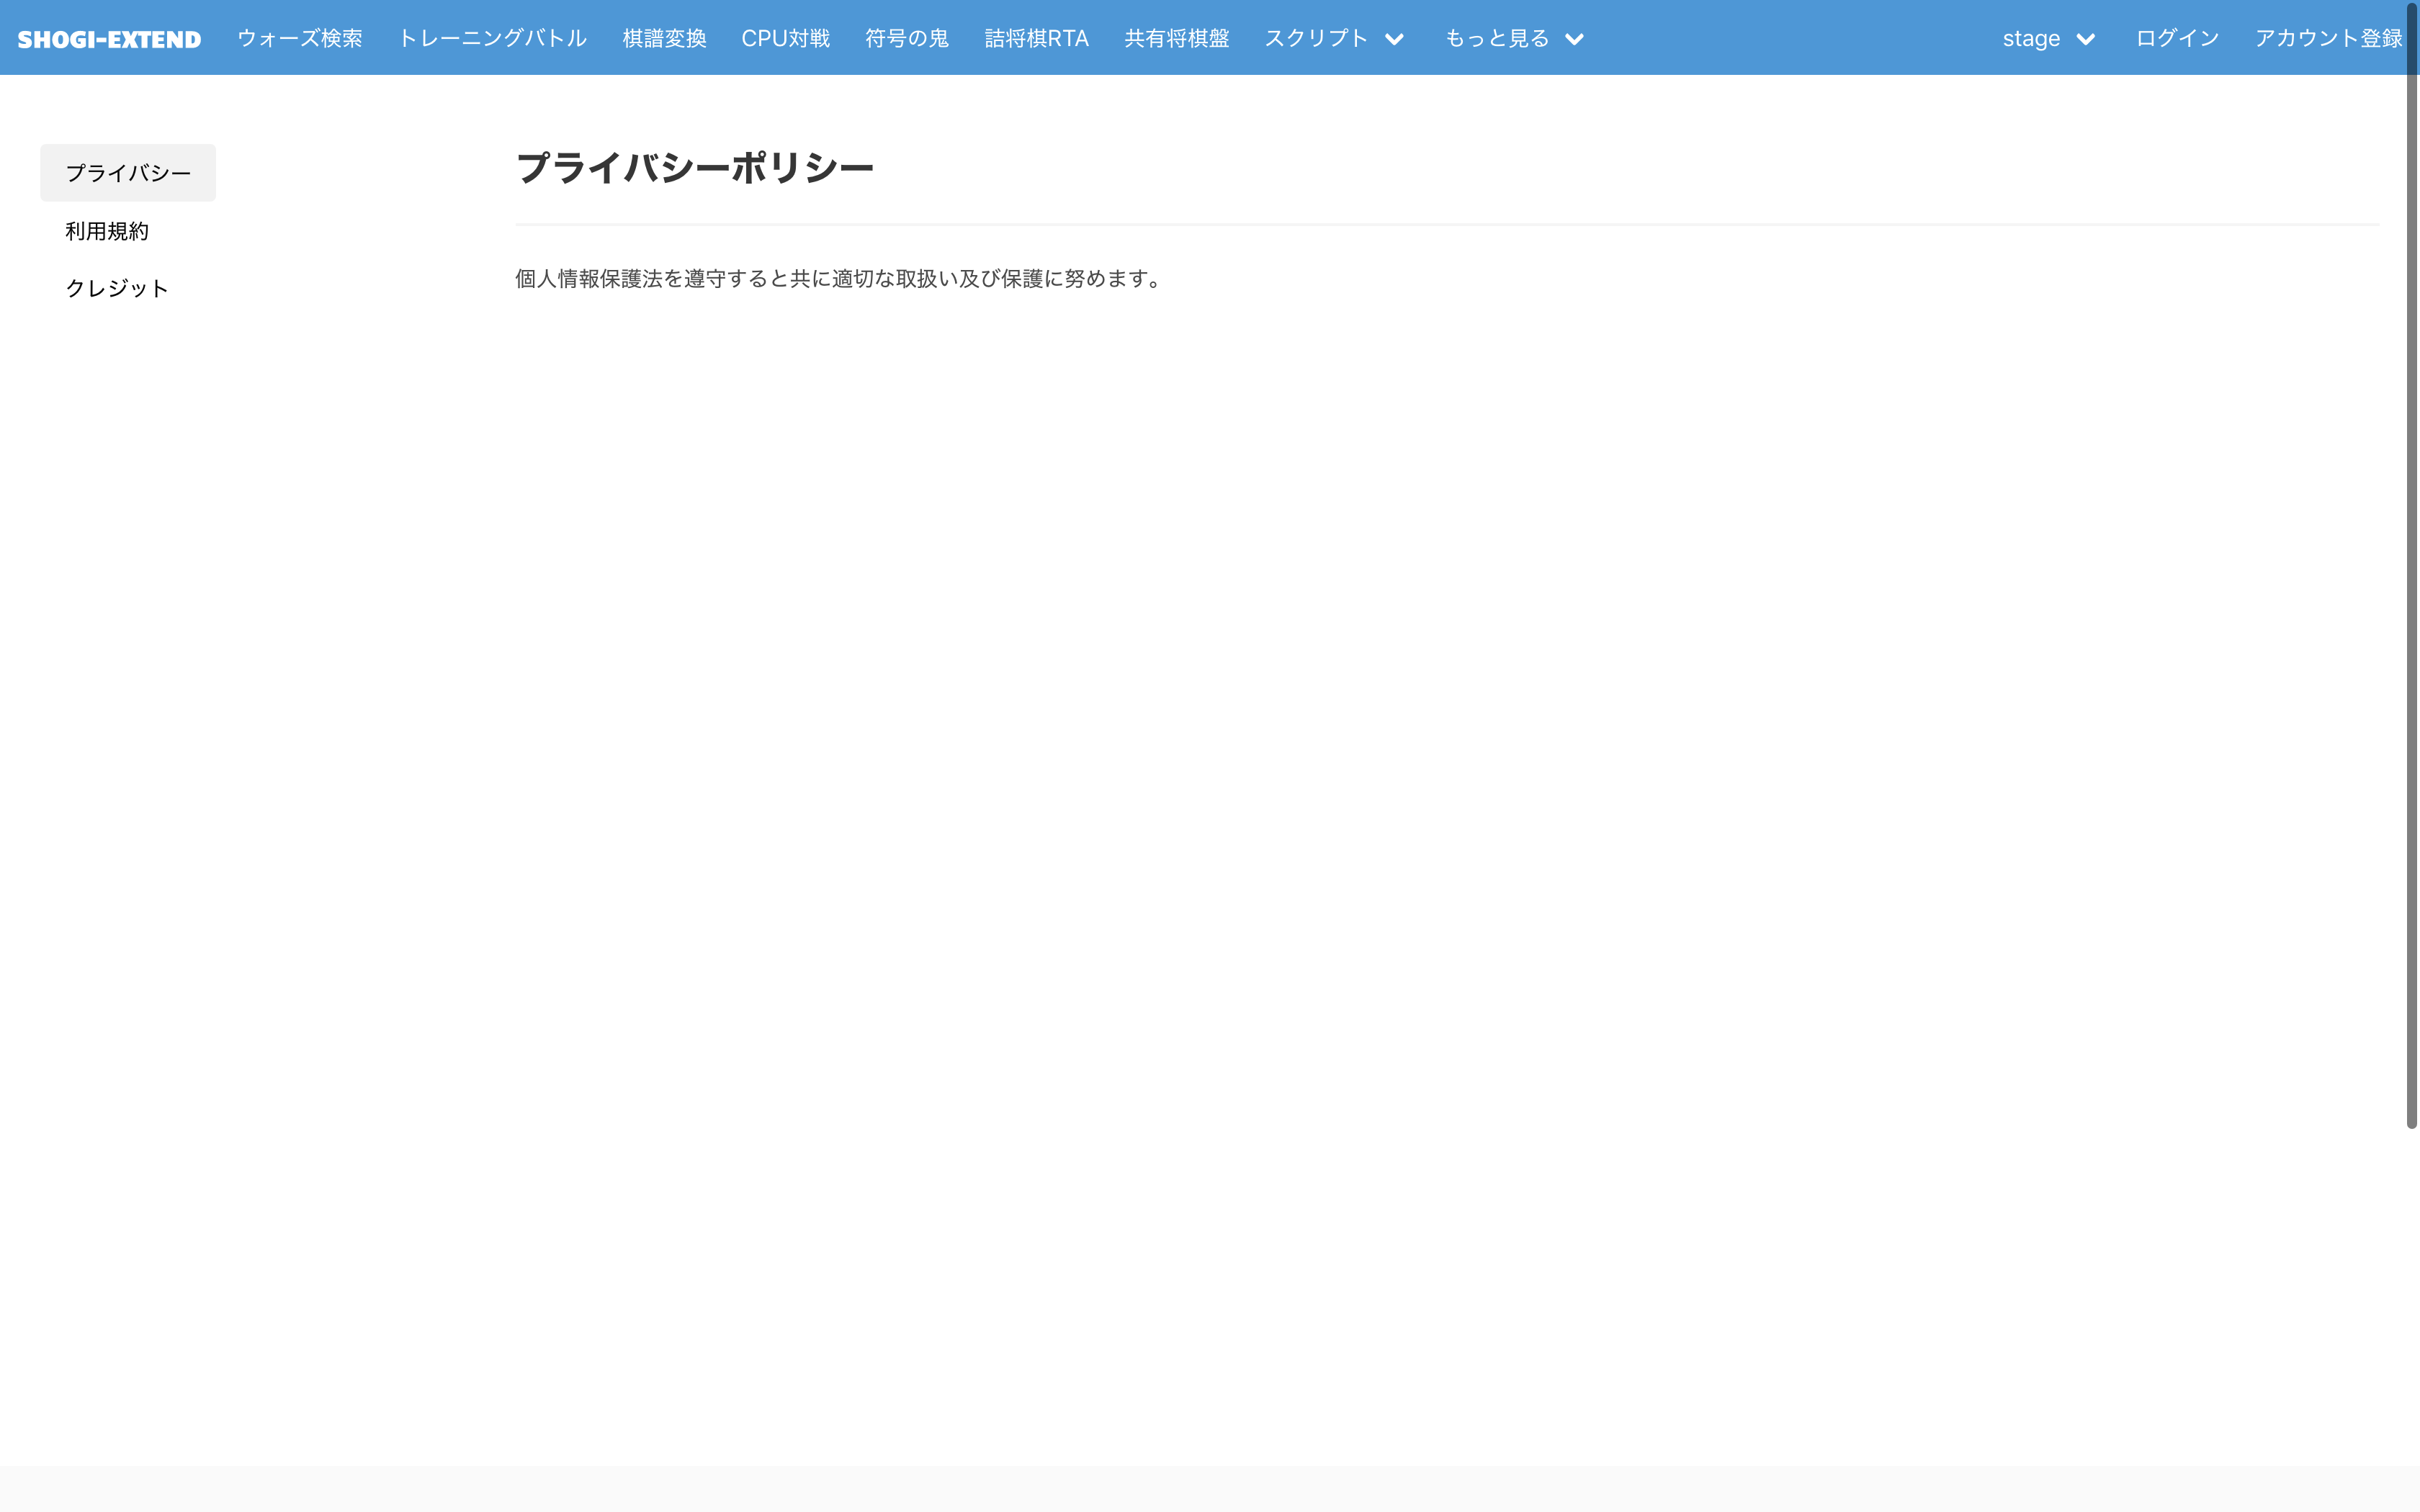 SHOGI-EXTEND ウォーズ検索 トレーニングバトル 棋譜変換 CPU対戦 符号の鬼 詰将棋RTA 共有将棋盤 スクリプト もっと見る stage ログイン アカウント登録
プライバシー
利用規約
クレジット
プライバシーポリシー
個人情報保護法を遵守すると共に適切な取扱い及び保護に努めます。